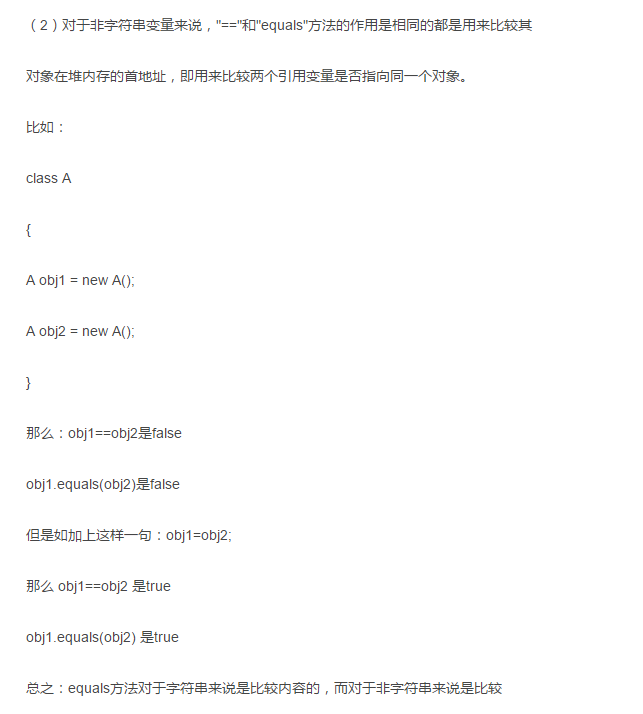 （2）对于非字符串变量来说，"=="和"equals"方法的作用是相同的都是用来比较其
对象在堆内存的首地址，即用来比较两个引用变量是否指向同一个对象。
比如：
class A
{
A obj1 = new A();
A obj2 = new A();
}
那么：obj1==obj2是false
obj1.equals(obj2)是false
但是如加上这样一句：obj1=obj2;
那么 obj1==obj2 是true
obj1.equals(obj2) 是true
总之：equals方法对于字符串来说是比较内容的，而对于非字符串来说是比较